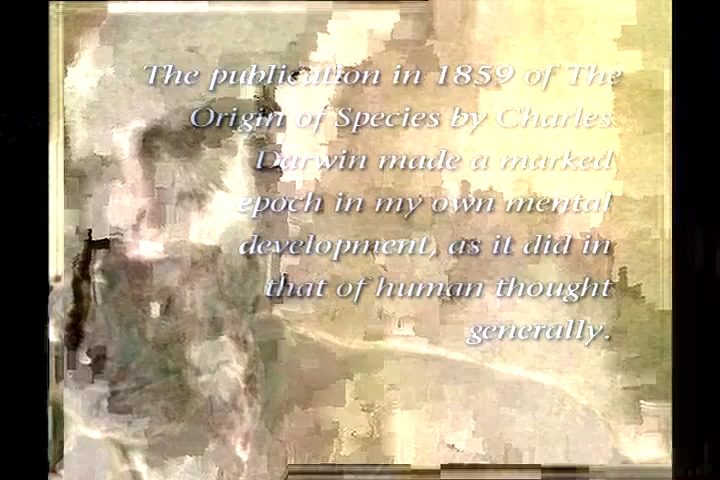 The publication in 1859 of The
Origin of Species by Charles
Darwin made a marked
epoch in my own mental
development, as it did in
that of human thought
generally.